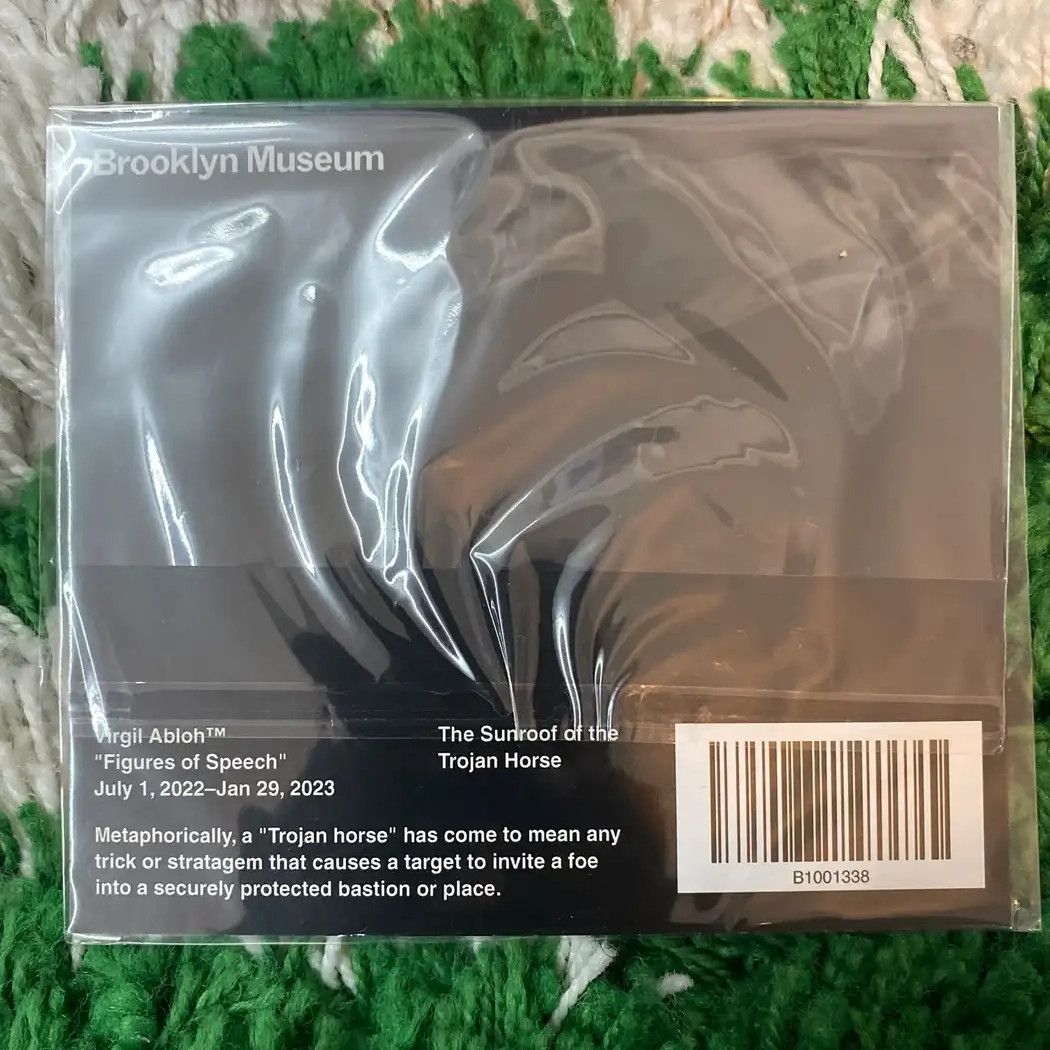 Brooklyn Museum
Virgil Abloh™
"Figures of Speech"
July 1, 2022–Jan 29, 2023
The Sunroof of the
Trojan Horse
Metaphorically, a "Trojan horse" has come to mean any
trick or stratagem that causes a target to invite a foe
into a securely protected bastion or place.
B1001338